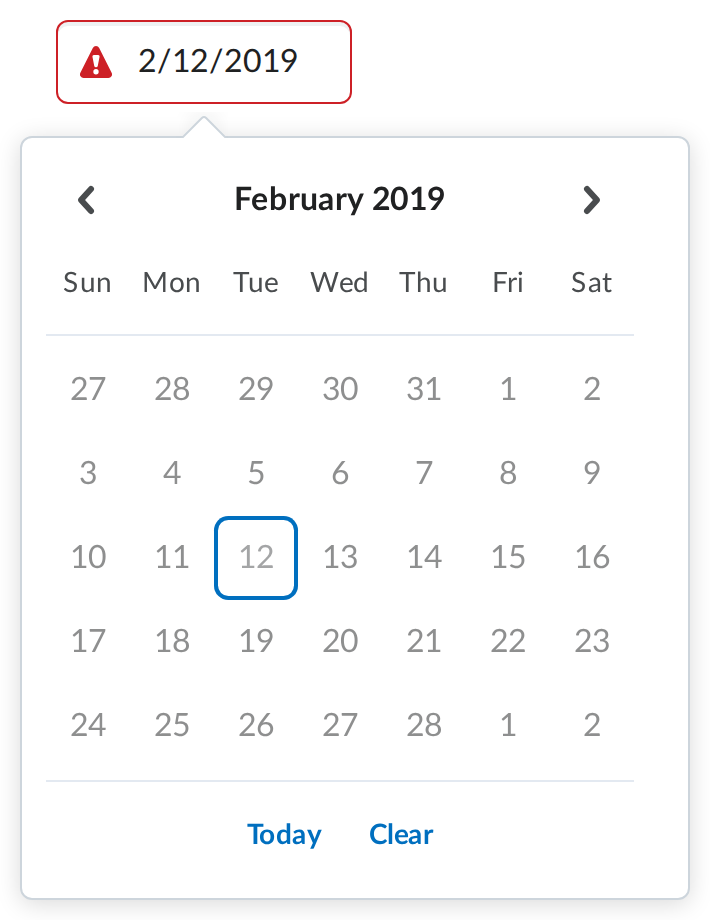 2/12/2019
February 2019
Sun Mon Tue Wed Thu Fri Sat
27 28 29 30 31 1 2
3 4 5 6 7 8 9
10 11 12 13 14 15 16
17 18 19 20 21 22 23
24 25 26 27 28 1 2
Today Clear